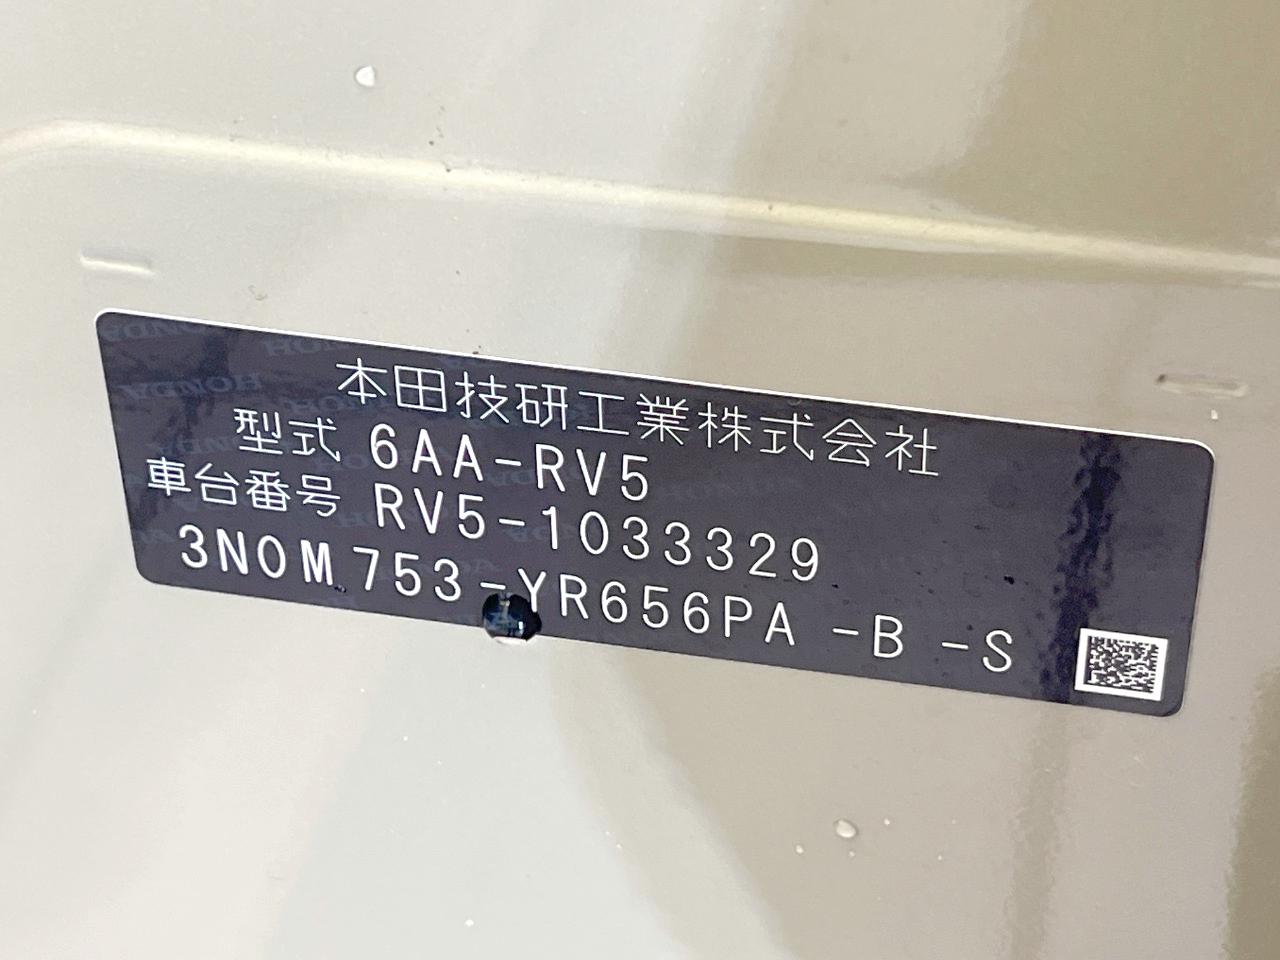 本田技研工業株式会社
型式 6AA-RV5
車台番号 RV5-1033329
3N0M753-YR656PA -B -S